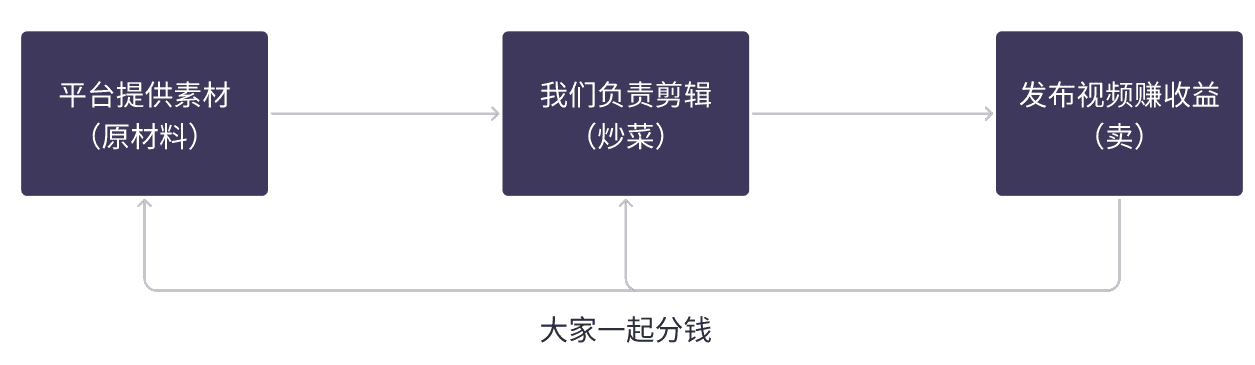 平台提供素材
（原材料）
我们负责剪辑
（炒菜）
发布视频赚收益
（卖）
大家一起分钱